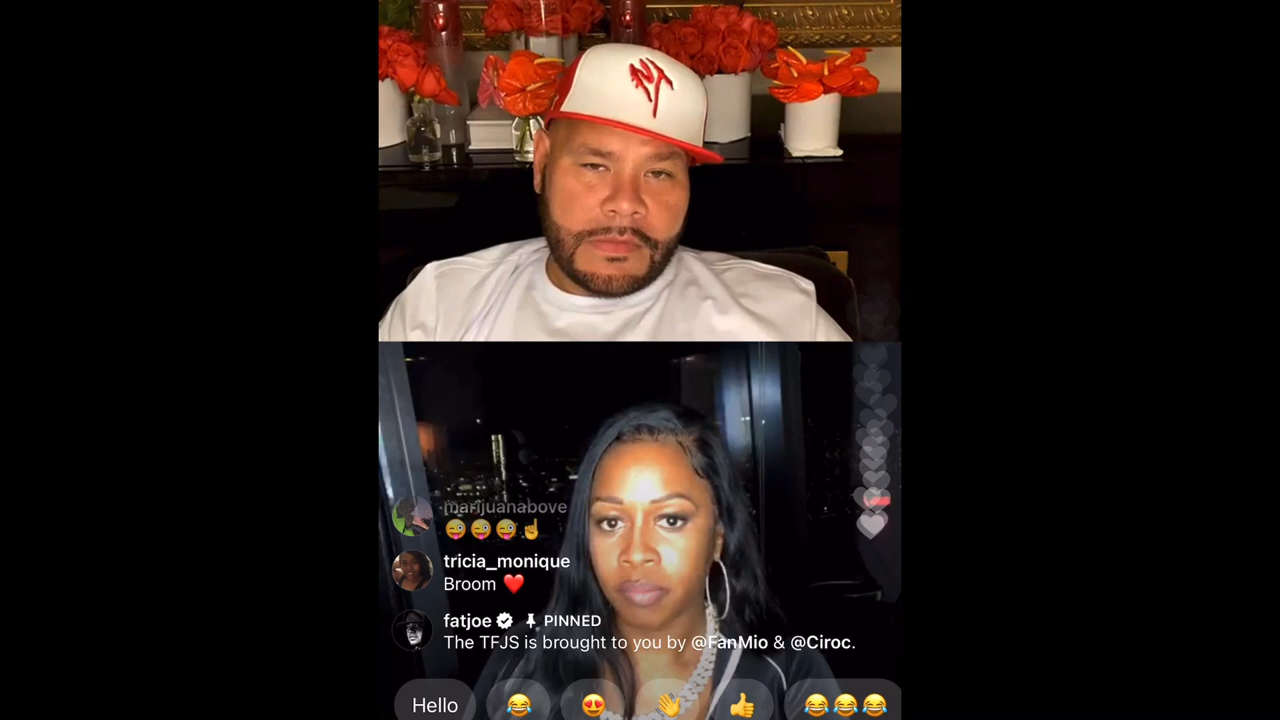 NY
marijuanabove
😜😜😜☝️
tricia_monique
Broom ❤️
fatjoe PINNED
The TFJS is brought to you by @FanMio & @Ciroc.
Hello 😂 😍 👋 👍 😂😂😂